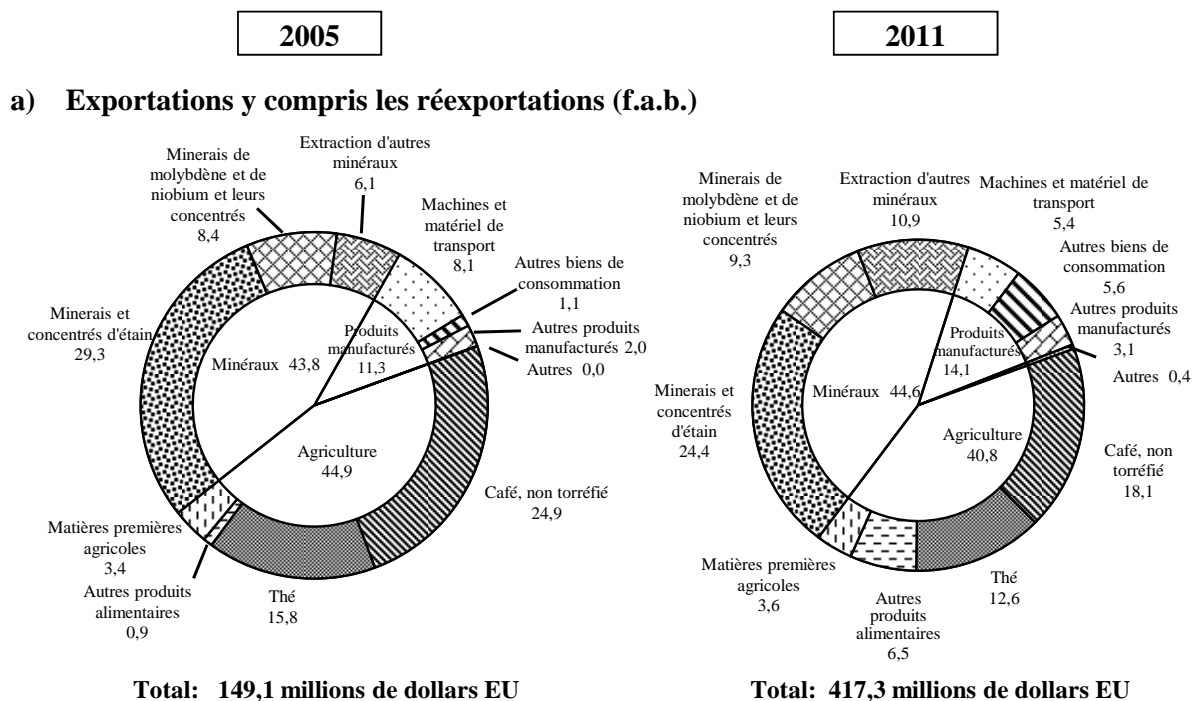 2005
2011
a) Exportations y compris les réexportations (f.a.b.)
Minerais de
molybdène et de
niobium et leurs
concentrés
8,4
Extraction d'autres
minéraux
6,1
Machines et
matériel de
transport
8,1
Autres biens de
consommation
1,1
Autres produits
manufacturés 2,0
Autres 0,0
Minerais et
concentrés d'étain
29,3
Minéraux 43,8
Produits
manufacturés
11,3
Agriculture
44,9
Café, non torréfié
24,9
Matières premières
agricoles
3,4
Autres produits
alimentaires
0,9
Thé
15,8
Total: 149,1 millions de dollars EU
Minerais de
molybdène et de
niobium et leurs
concentrés
9,3
Extraction d'autres
minéraux
10,9
Machines et matériel de
transport
5,4
Autres biens de
consommation
5,6
Autres produits
manufacturés
3,1
Autres 0,4
Minerais et
concentrés
d'étain
24,4
Minéraux 44,6
Produits
manufacturés
14,1
Agriculture
40,8
Café, non
torréfié
18,1
Matières premières
agricoles
3,6
Autres
produits
alimentaires
6,5
Thé
12,6
Total: 417,3 millions de dollars EU